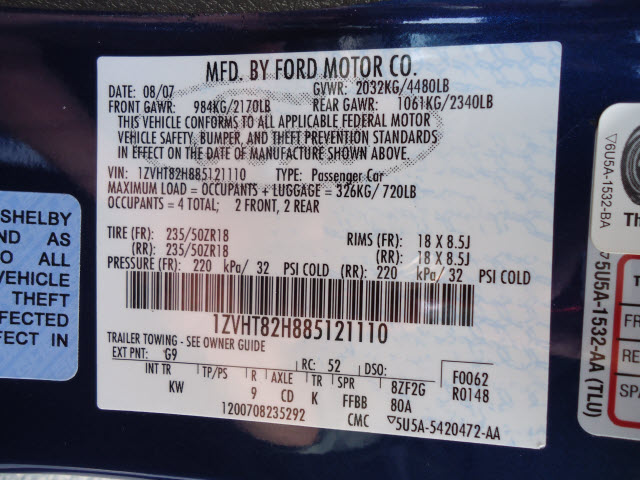 MFD. BY FORD MOTOR CO.
DATE: 08/07 GVWR: 2032KG/4480LB
FRONT GAWR: 984KG/2170LB REAR GAWR: 1061KG/2340LB
THIS VEHICLE CONFORMS TO ALL APPLICABLE FEDERAL MOTOR
VEHICLE SAFETY, BUMPER, AND THEFT PREVENTION STANDARDS
IN EFFECT ON THE DATE OF MANUFACTURE SHOWN ABOVE.
VIN: 1ZVHT82H885121110 TYPE: Passenger Car
MAXIMUM LOAD = OCCUPANTS + LUGGAGE = 326KG/720LB
OCCUPANTS = 4 TOTAL; 2 FRONT, 2 REAR
TIRE (FR): 235/50ZR18 RIMS (FR): 18 X 8.5J
(RR): 235/50ZR18 (RR): 18 X 8.5J
PRESSURE (FR): 220 kPa/ 32 PSI COLD (RR): 220 kPa/ 32 PSI COLD
1ZVHT82H885121110
TRAILER TOWING - SEE OWNER GUIDE
EXT PNT: G9 RC: 52 DSO: F0062
INT TR TP/PS R AXLE TR SPR 8ZF2G R0148
KW 9 CD K FFBB 80A
1200708235292 CMC 5U5A-5420472-AA
SHELBY
ND AS
TO ALL
VEHICLE
THEFT
FFECTED
FECT IN
6U5A-1532-BA
Th
5U5A-1532-AA (TLU)
T
FR
RE
SPA